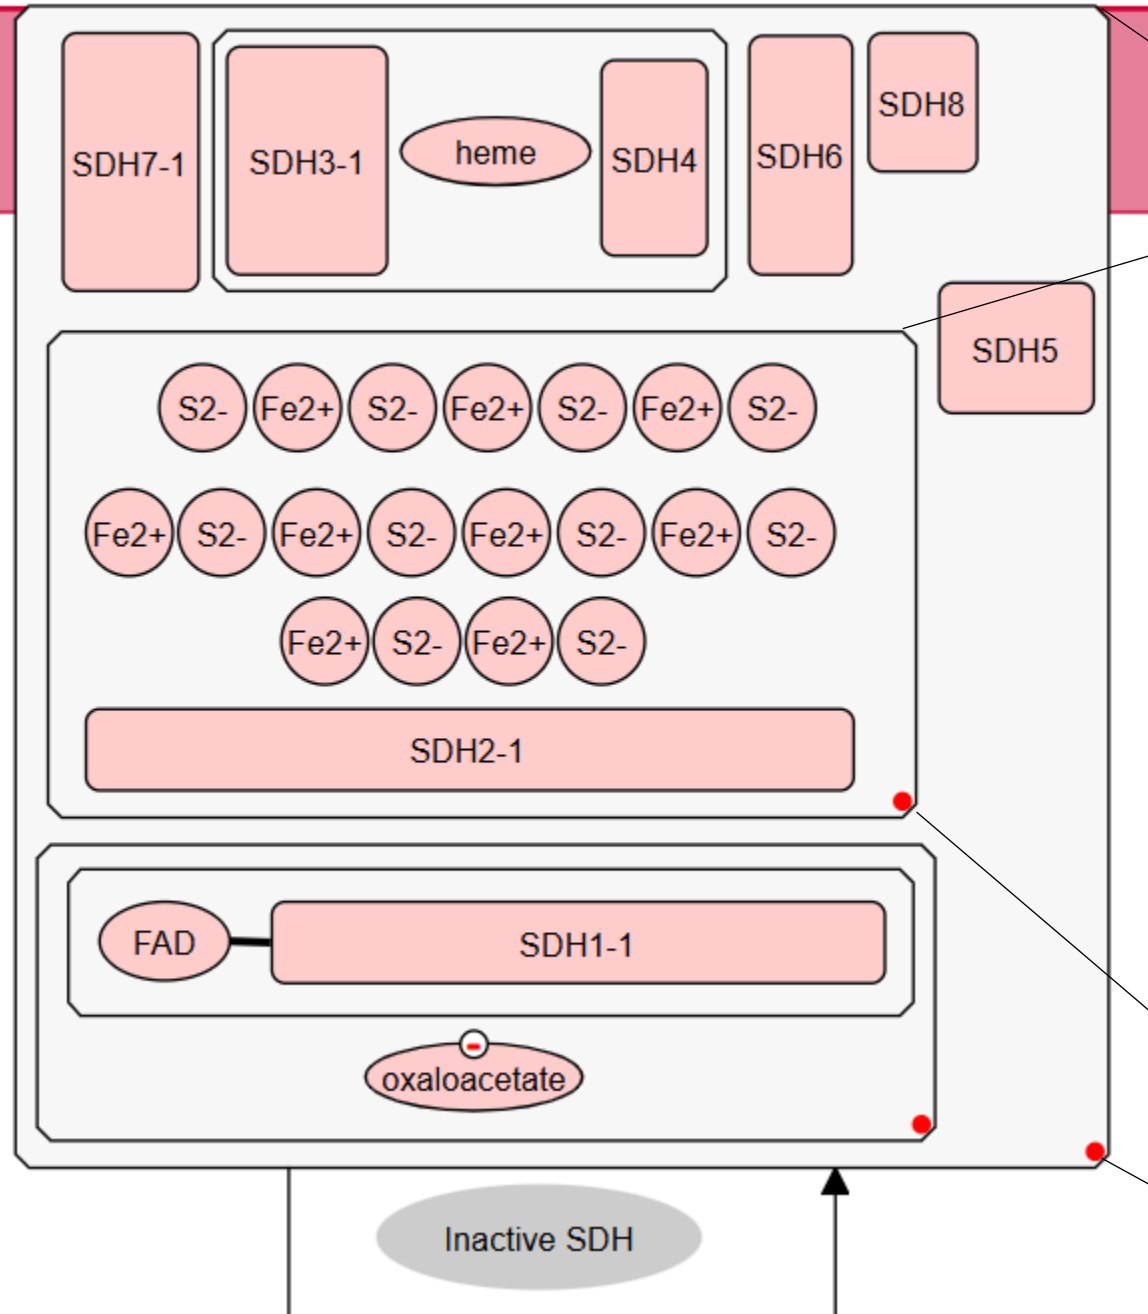 SDH7-1
SDH3-1
heme
SDH4
SDH6
SDH8
SDH5
S2- Fe2+ S2- Fe2+ S2- Fe2+ S2-
Fe2+ S2- Fe2+ S2- Fe2+ S2- Fe2+ S2-
Fe2+ S2- Fe2+ S2-
SDH2-1
FAD
SDH1-1
-
oxaloacetate
Inactive SDH